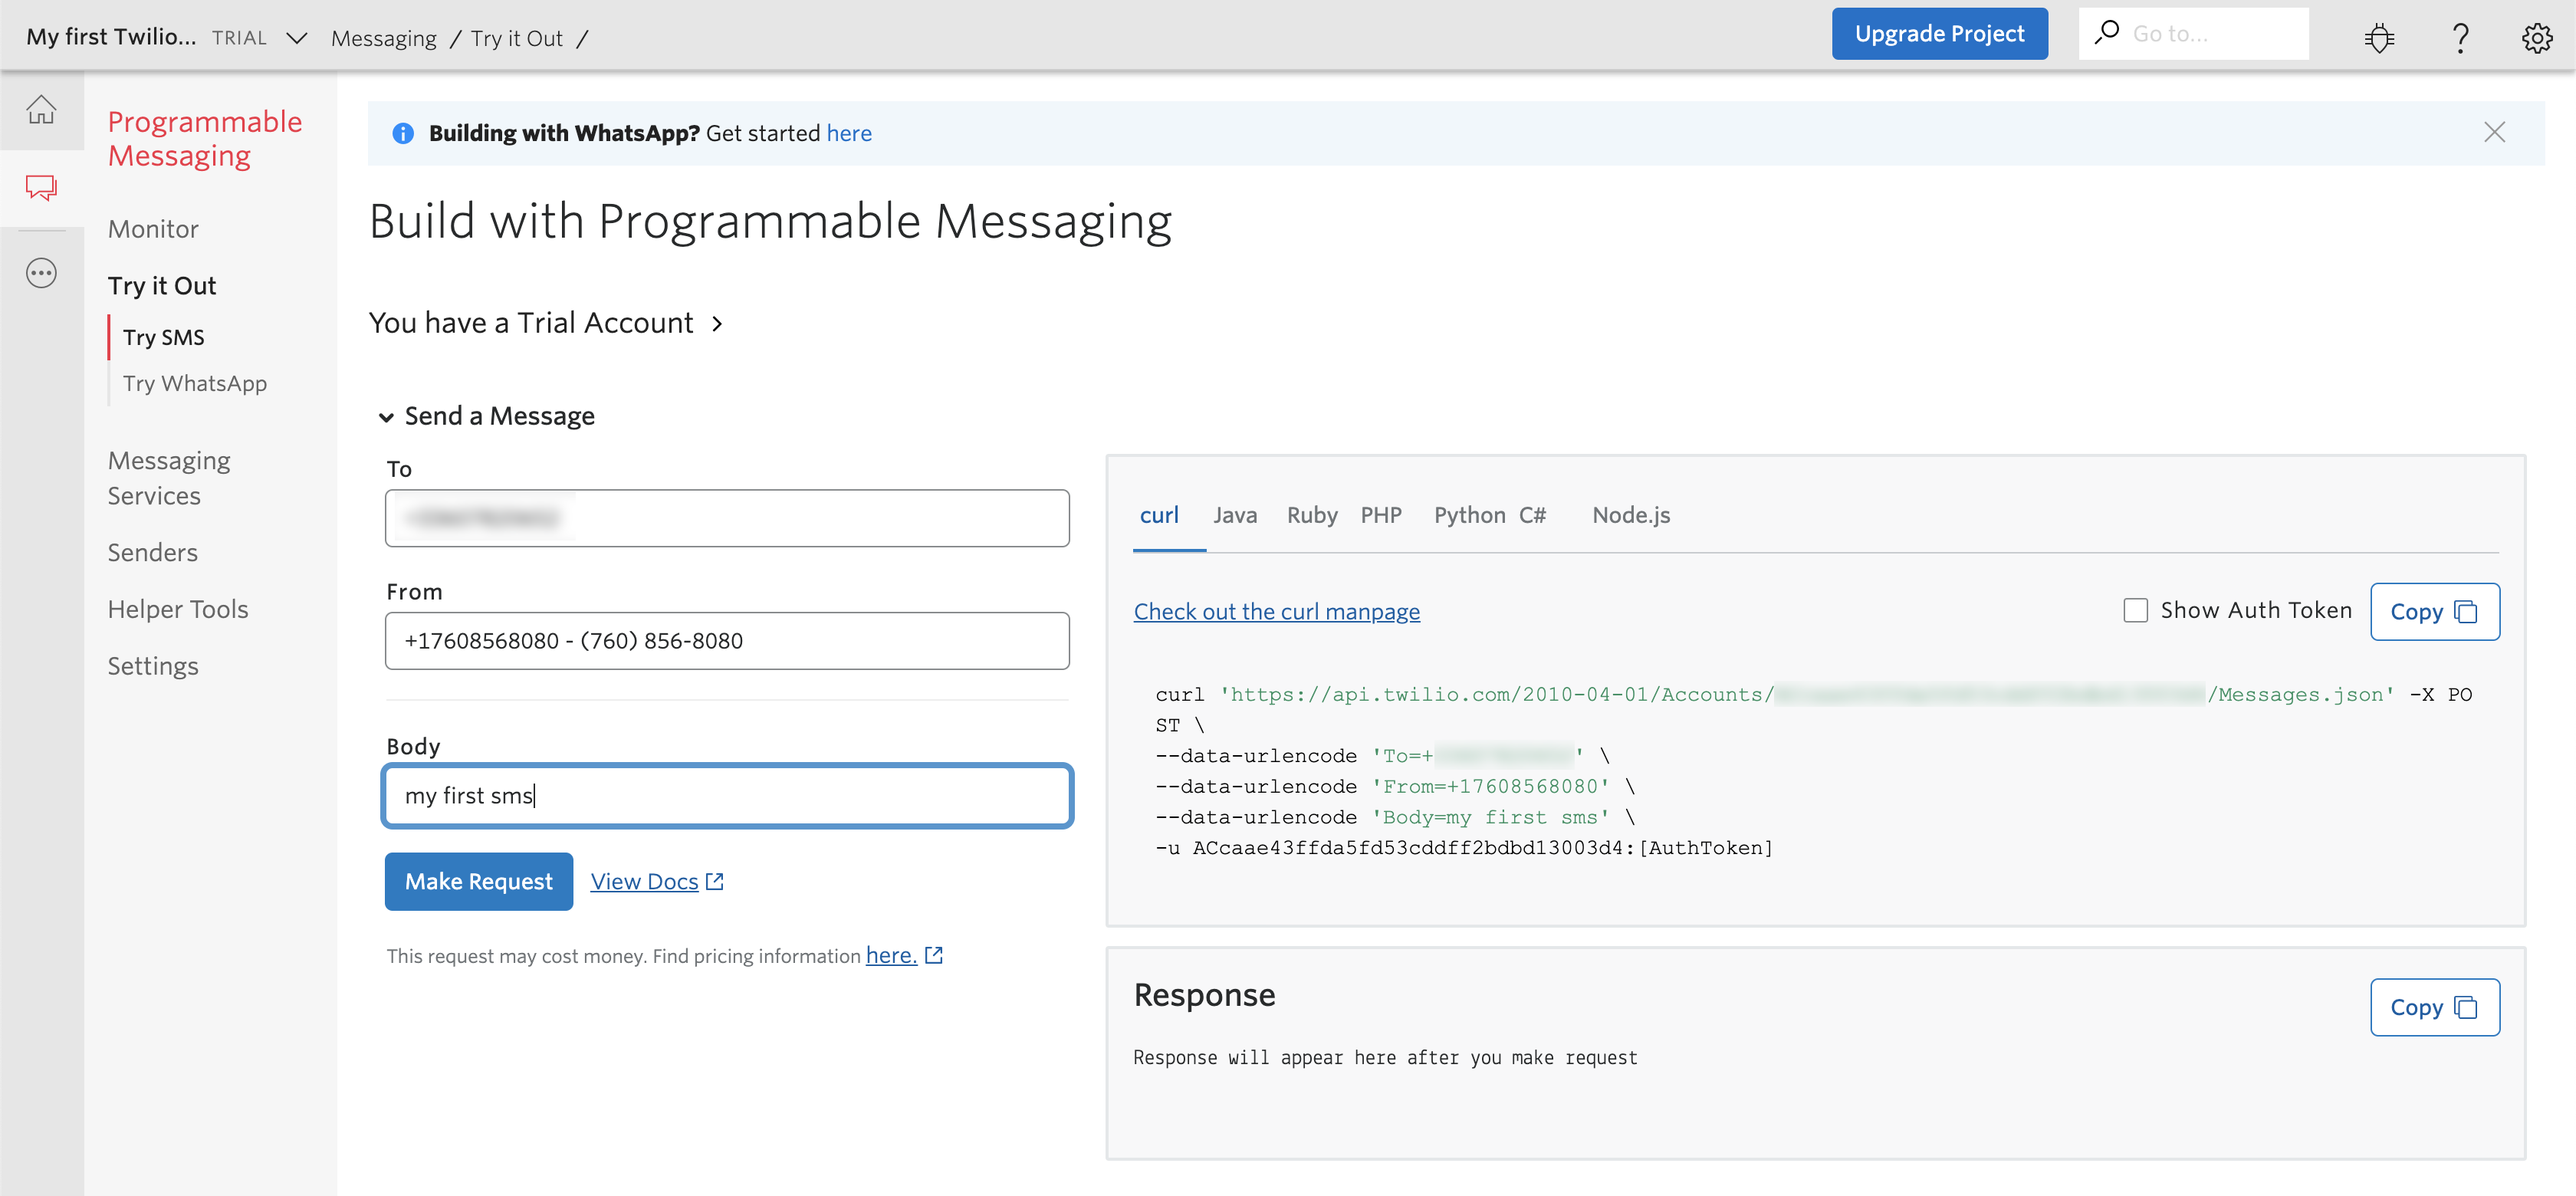 My first Twilio... TRIAL Messaging / Try it Out / Upgrade Project Go to...
Building with WhatsApp? Get started here
Programmable
Messaging
Monitor
Try it Out
Try SMS
Try WhatsApp
Messaging
Services
Senders
Helper Tools
Settings
Build with Programmable Messaging
You have a Trial Account
Send a Message
To
From
+17608568080 - (760) 856-8080
Body
my first sms
Make Request View Docs
This request may cost money. Find pricing information here.
curl Java Ruby PHP Python C# Node.js
Check out the curl manpage Show Auth Token Copy
curl 'https://api.twilio.com/2010-04-01/Accounts/ /Messages.json' -X PO
ST \
--data-urlencode 'To=+ ' \
--data-urlencode 'From=+17608568080' \
--data-urlencode 'Body=my first sms' \
-u ACcaae43ffda5fd53cddff2bdbd13003d4:[AuthToken]
Response Copy
Response will appear here after you make request